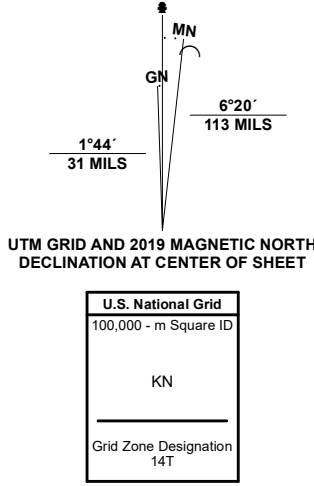 MN
GN
6°20´
113 MILS
1°44´
31 MILS
UTM GRID AND 2019 MAGNETIC NORTH
DECLINATION AT CENTER OF SHEET
U.S. National Grid
100,000 - m Square ID
KN
Grid Zone Designation
14T